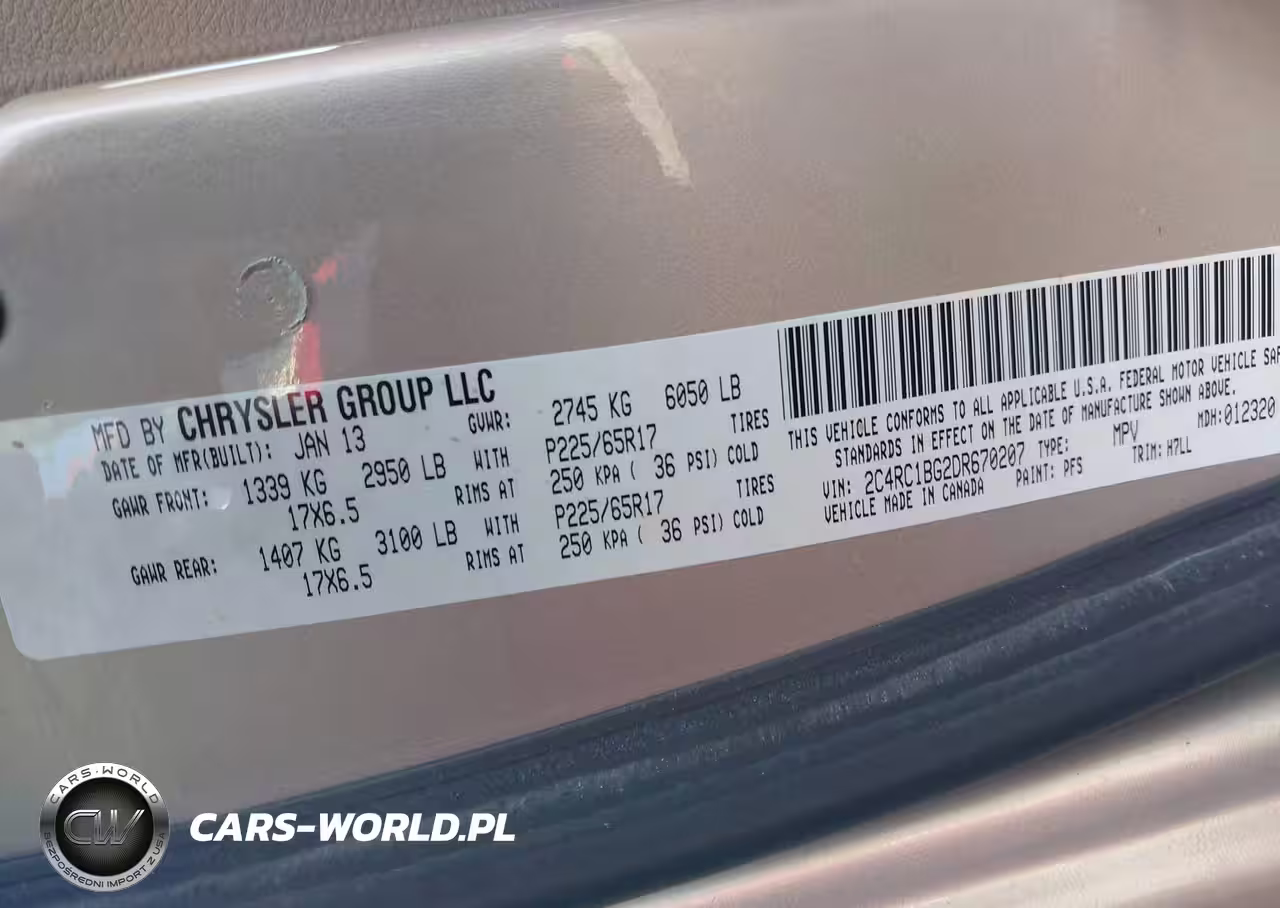 MFD BY CHRYSLER GROUP LLC
DATE OF MFR(BUILT): JAN 13 GVWR: 2745 KG 6050 LB
GAWR FRONT: 1339 KG 2950 LB WITH P225/65R17 TIRES
17X6.5 RIMS AT 250 KPA ( 36 PSI) COLD
GAWR REAR: 1407 KG 3100 LB WITH P225/65R17 TIRES
17X6.5 RIMS AT 250 KPA ( 36 PSI) COLD
THIS VEHICLE CONFORMS TO ALL APPLICABLE U.S.A. FEDERAL MOTOR VEHICLE SAF
STANDARDS IN EFFECT ON THE DATE OF MANUFACTURE SHOWN ABOVE.
VIN: 2C4RC1BG2DR670207 TYPE: MPV MDH:012320
VEHICLE MADE IN CANADA PAINT: PFS TRIM: H7LL
CARS-WORLD
CW
BEZPOŚREDNI IMPORT Z USA
CARS-WORLD.PL